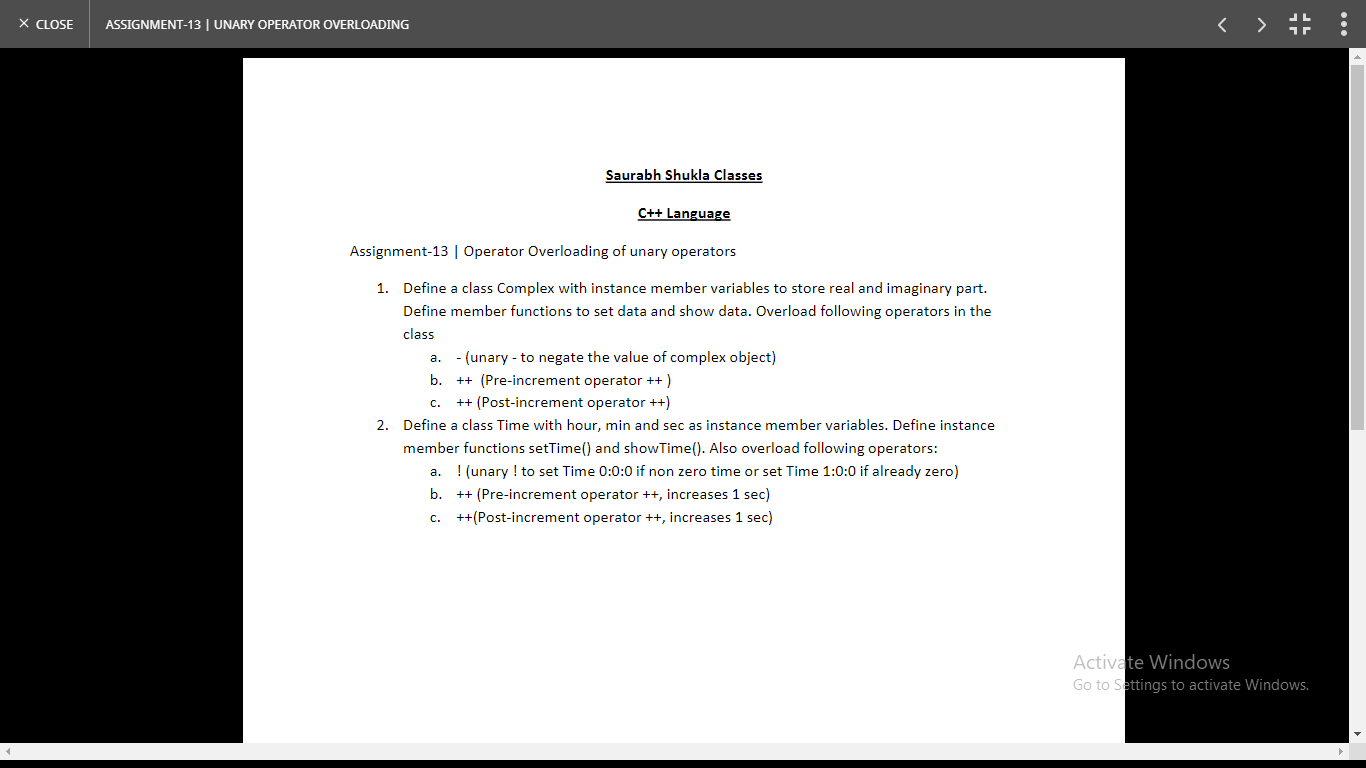 × CLOSE
ASSIGNMENT-13 | UNARY OPERATOR OVERLOADING
Saurabh Shukla Classes
C++ Language
Assignment-13 | Operator Overloading of unary operators
1. Define a class Complex with instance member variables to store real and imaginary part.
Define member functions to set data and show data. Overload following operators in the
class
a. - (unary - to negate the value of complex object)
b. ++ (Pre-increment operator ++ )
c. ++ (Post-increment operator ++)
2. Define a class Time with hour, min and sec as instance member variables. Define instance
member functions setTime() and showTime(). Also overload following operators:
a. ! (unary ! to set Time 0:0:0 if non zero time or set Time 1:0:0 if already zero)
b. ++ (Pre-increment operator ++, increases 1 sec)
c. ++(Post-increment operator ++, increases 1 sec)
Activate Windows
Go to Settings to activate Windows.